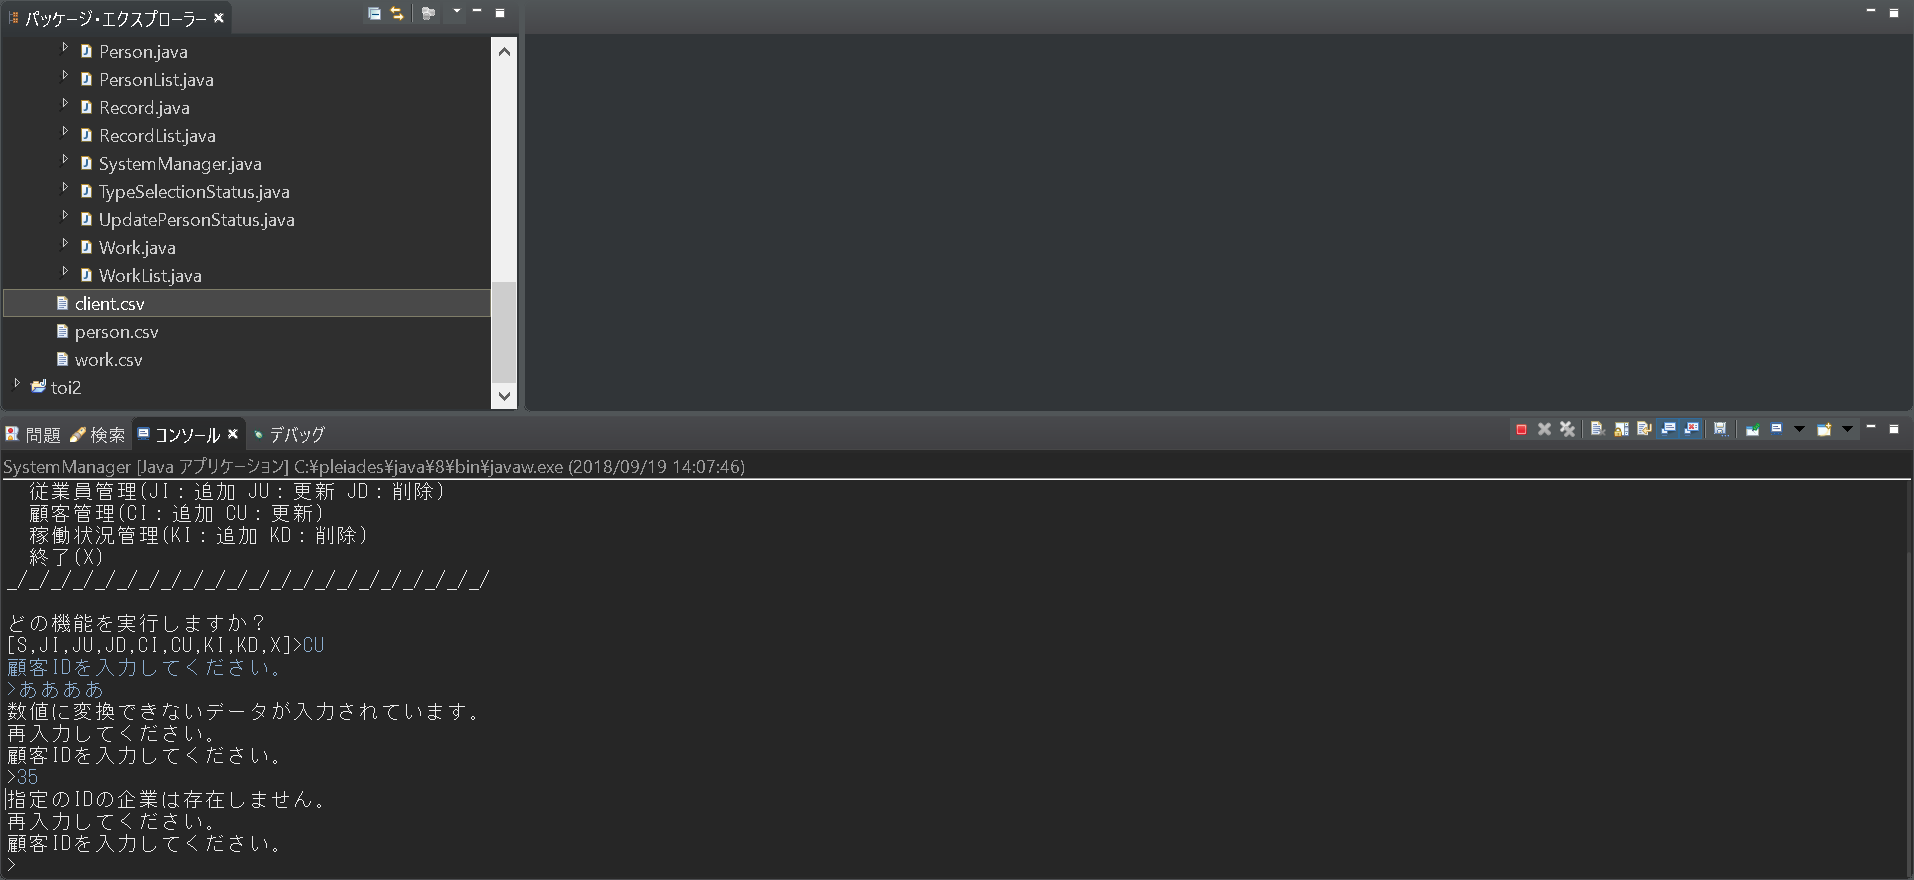 パッケージ・エクスプローラー
Person.java
PersonList.java
Record.java
RecordList.java
SystemManager.java
TypeSelectionStatus.java
UpdatePersonStatus.java
Work.java
WorkList.java
client.csv
person.csv
work.csv
toi2
問題 検索 コンソール デバッグ
SystemManager [Java アプリケーション] C:¥pleiades¥java¥8¥bin¥javaw.exe (2018/09/19 14:07:46)
従業員管理(JI：追加 JU：更新 JD：削除)
顧客管理(CI：追加 CU：更新)
稼働状況管理(KI：追加 KD：削除)
終了(X)
_/_/_/_/_/_/_/_/_/_/_/_/_/_/_/_/_/_/_/_/_/_/
どの機能を実行しますか？
[S,JI,JU,JD,CI,CU,KI,KD,X]>CU
顧客IDを入力してください。
>ああああ
数値に変換できないデータが入力されています。
再入力してください。
顧客IDを入力してください。
>35
指定のIDの企業は存在しません。
再入力してください。
顧客IDを入力してください。
>